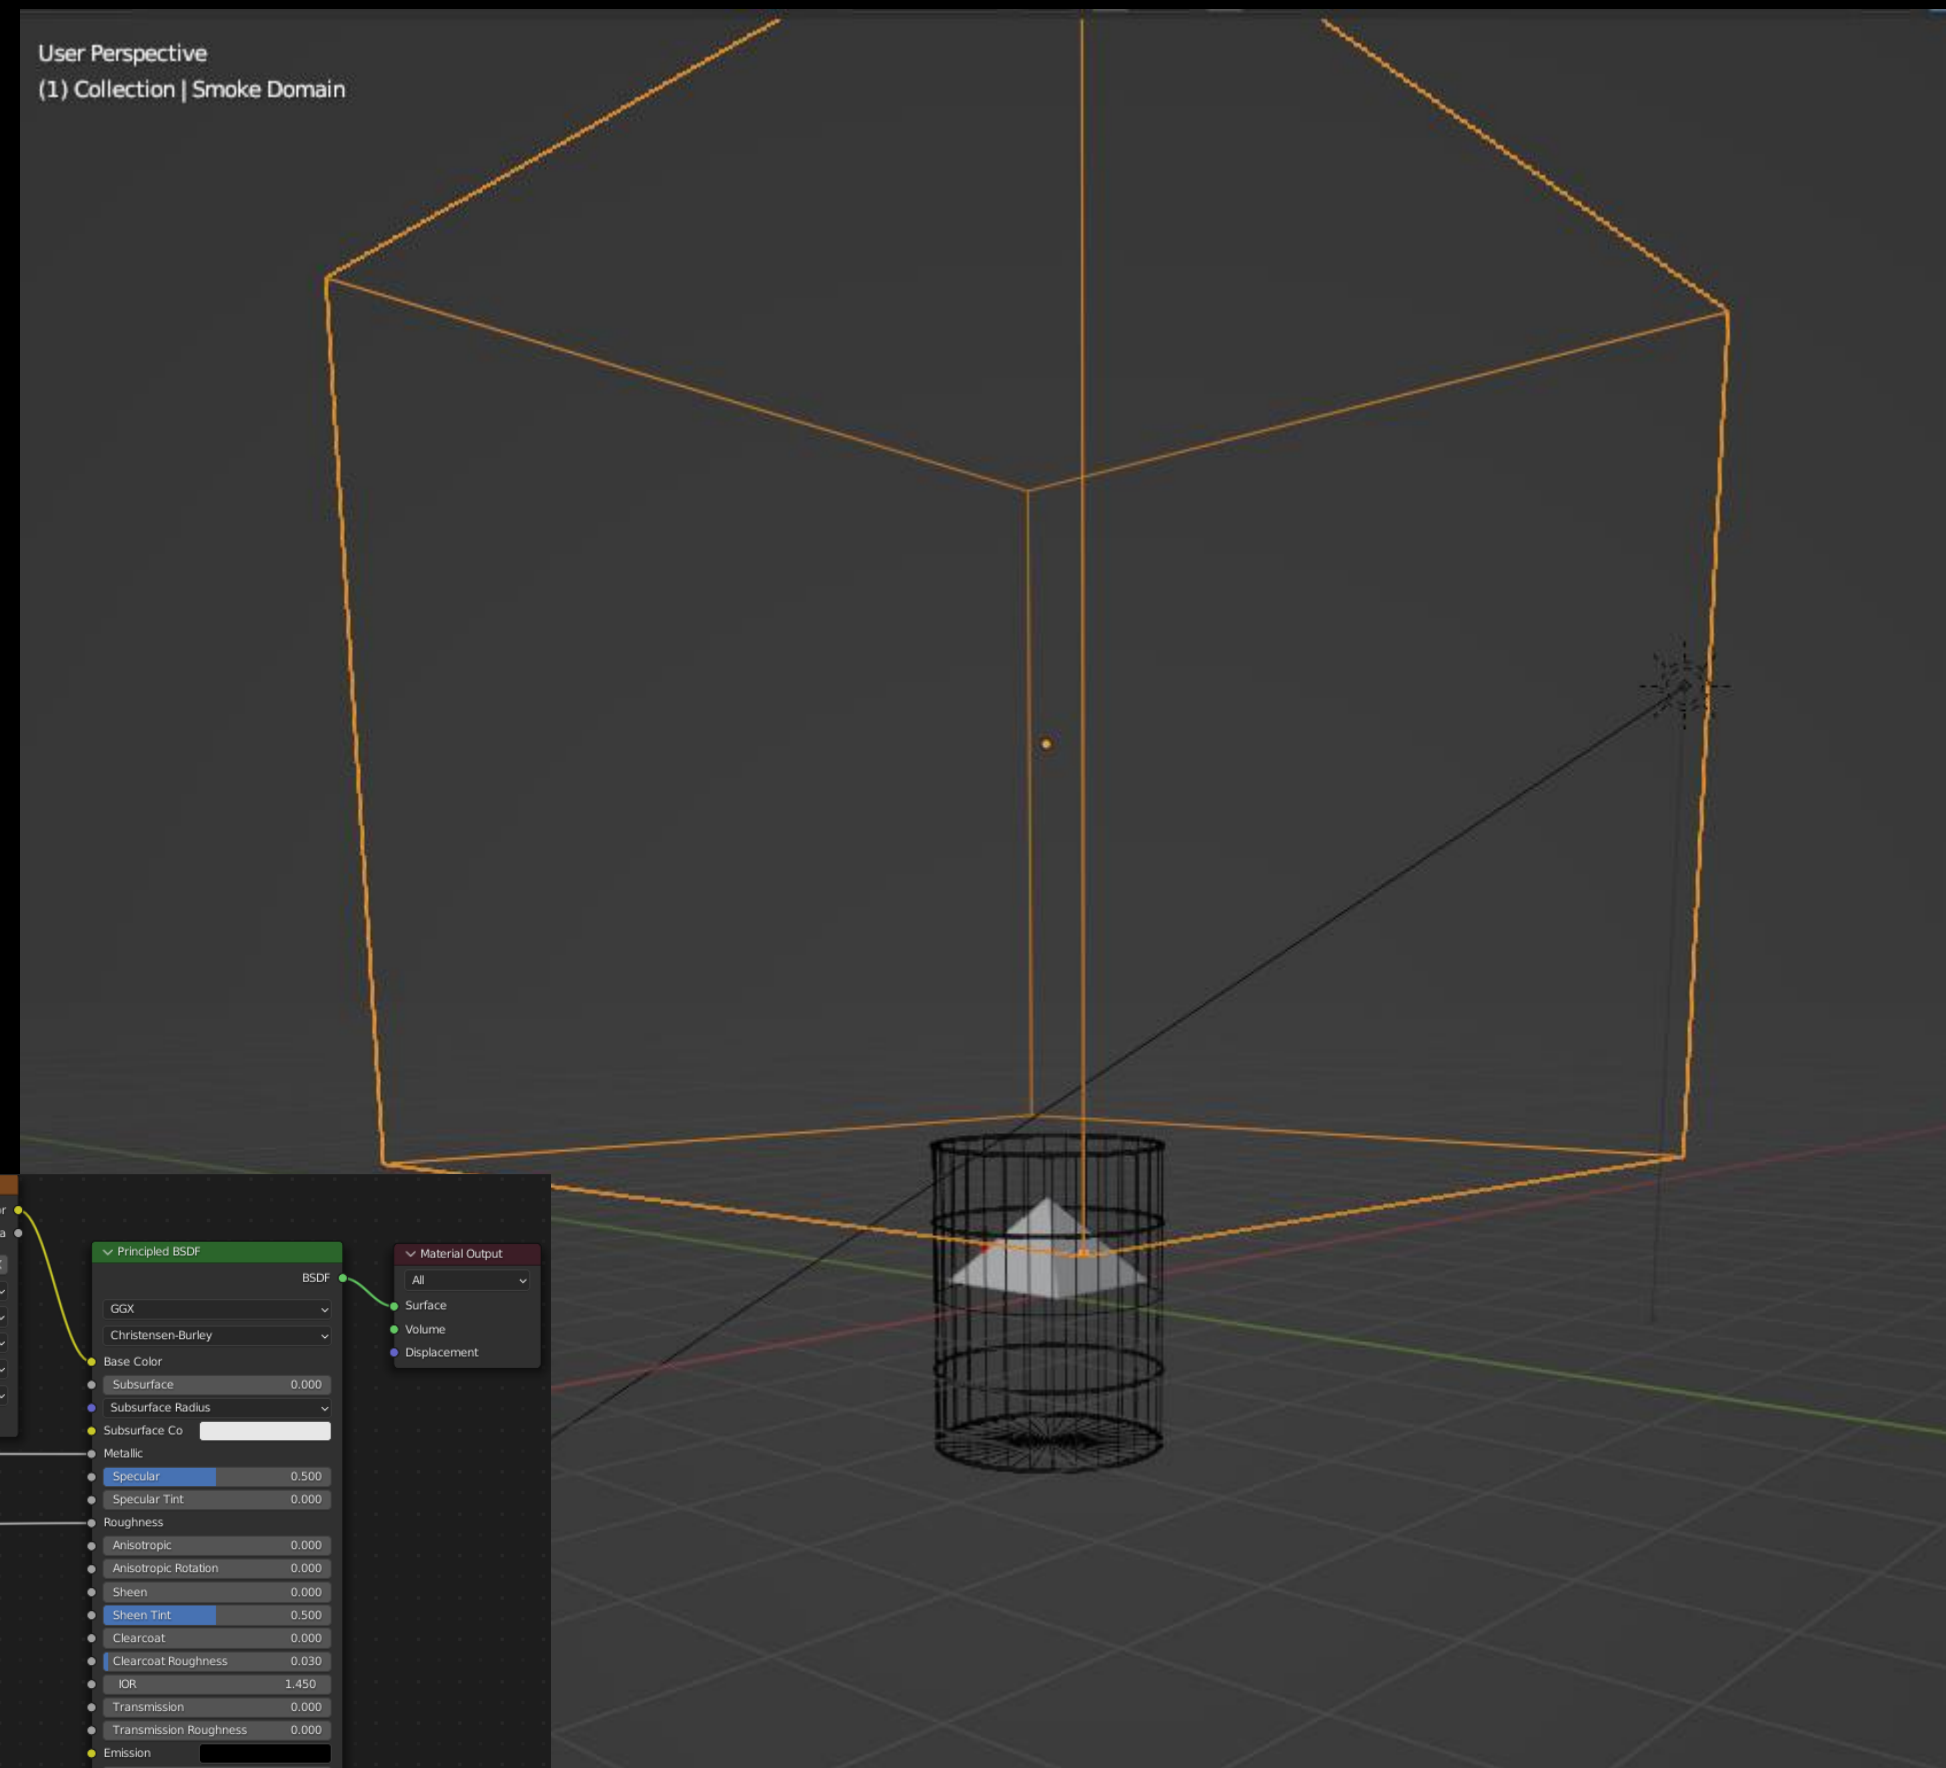 User Perspective
(1) Collection | Smoke Domain
Principled BSDF
BSDF
GGX
Christensen-Burley
Base Color
Subsurface 0.000
Subsurface Radius
Subsurface Co
Metallic
Specular 0.500
Specular Tint 0.000
Roughness
Anisotropic 0.000
Anisotropic Rotation 0.000
Sheen 0.000
Sheen Tint 0.500
Clearcoat 0.000
Clearcoat Roughness 0.030
IOR 1.450
Transmission 0.000
Transmission Roughness 0.000
Emission
Material Output
All
Surface
Volume
Displacement